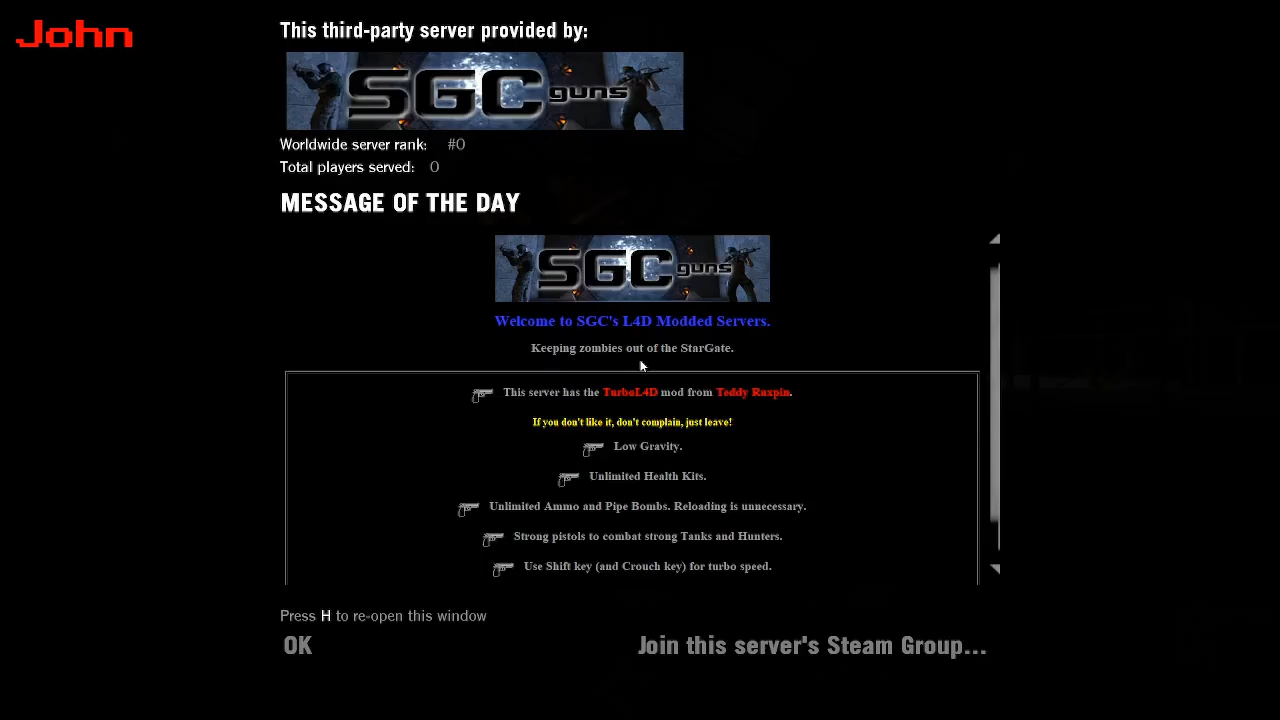 John
This third-party server provided by:
SGC guns
Worldwide server rank: #0
Total players served: 0
MESSAGE OF THE DAY
SGC guns
Welcome to SGC's L4D Modded Servers.
Keeping zombies out of the StarGate.
This server has the TurboL4D mod from Teddy Ruxpin.
If you don't like it, don't complain, just leave!
Low Gravity.
Unlimited Health Kits.
Unlimited Ammo and Pipe Bombs. Reloading is unnecessary.
Strong pistols to combat strong Tanks and Hunters.
Use Shift key (and Crouch key) for turbo speed.
Press H to re-open this window
OK
Join this server's Steam Group...